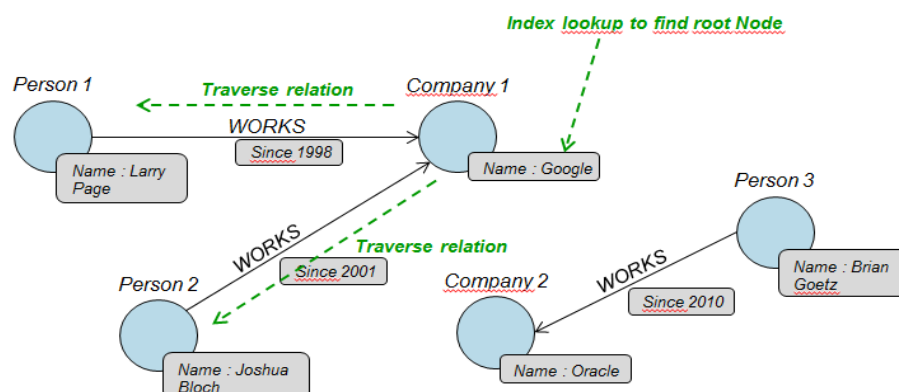 Index lookup to find root Node
Person 1
Traverse relation
Company 1
WORKS
Since 1998
Name : Larry
Page
Name : Google
Person 3
WORKS
Traverse relation
Since 2001
Person 2
Company 2
WORKS
Since 2010
Name : Brian
Goetz
Name : Joshua
Bloch
Name : Oracle